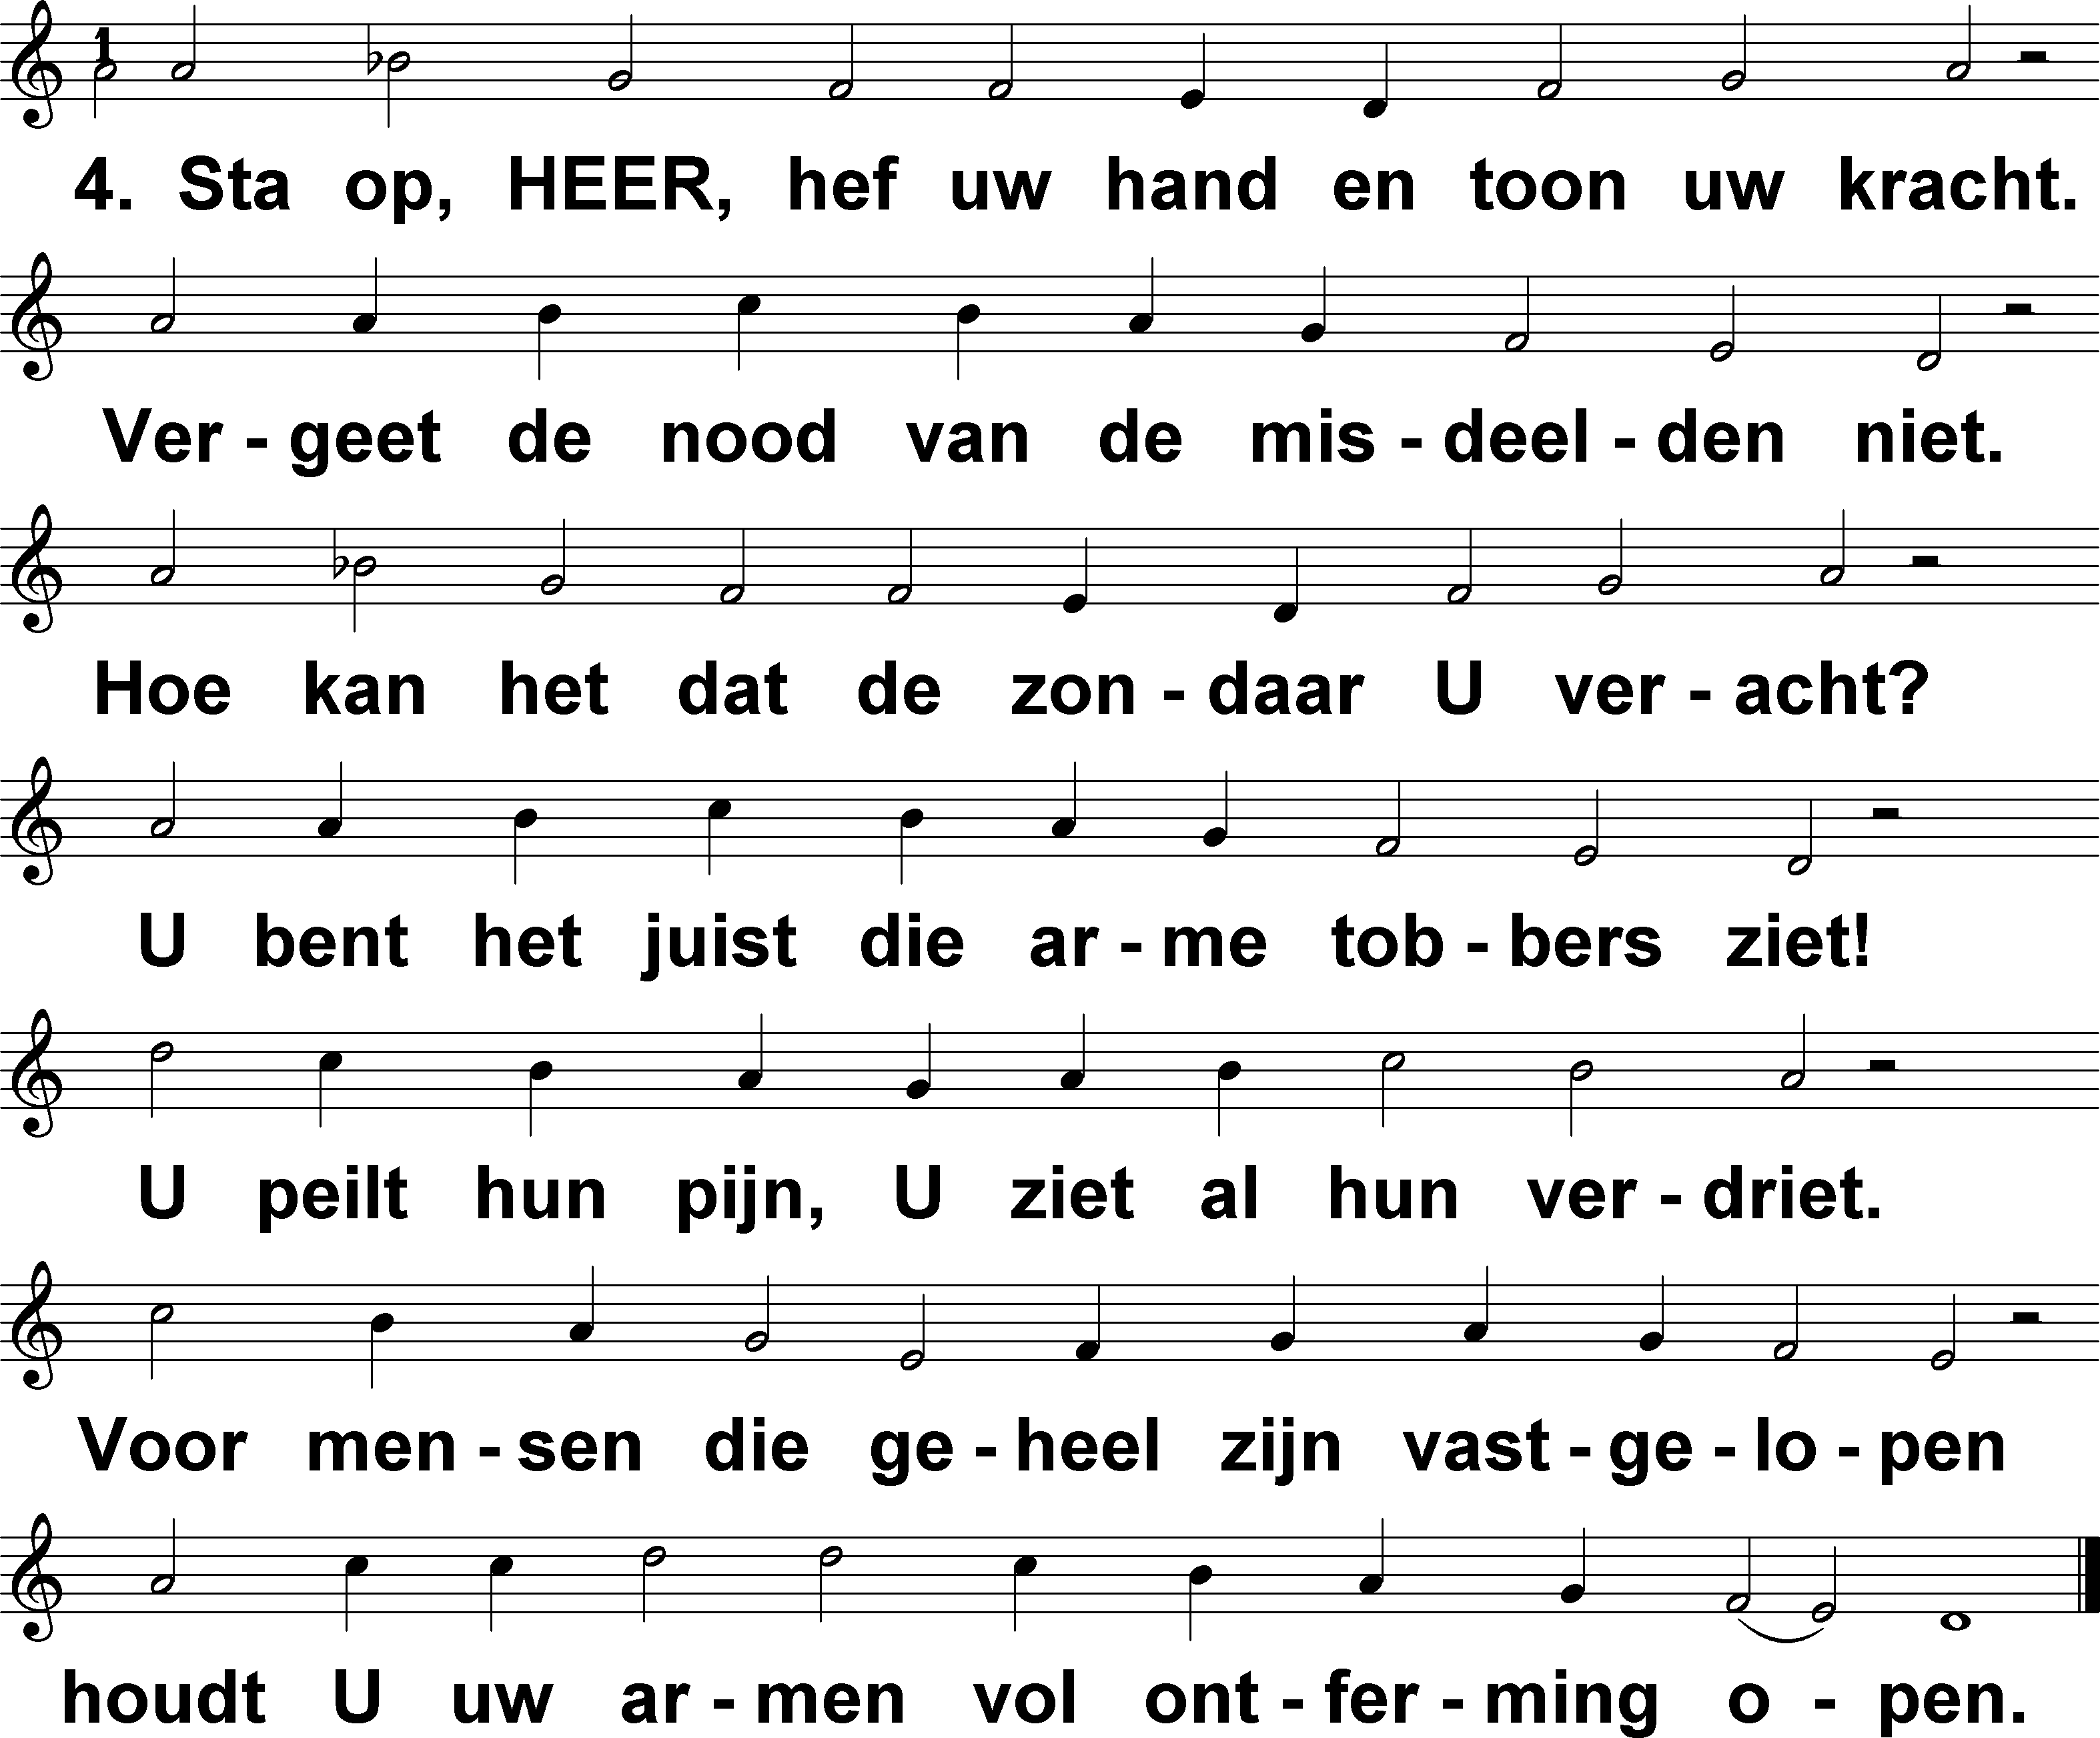 1
4. Sta op, HEER, hef uw hand en toon uw kracht.
Ver - geet de nood van de mis - deel - den niet.
Hoe kan het dat de zon - daar U ver - acht?
U bent het juist die ar - me tob - bers ziet!
U peilt hun pijn, U ziet al hun ver - driet.
Voor men - sen die ge - heel zijn vast - ge - lo - pen
houdt U uw ar - men vol ont - fer - ming o - pen.